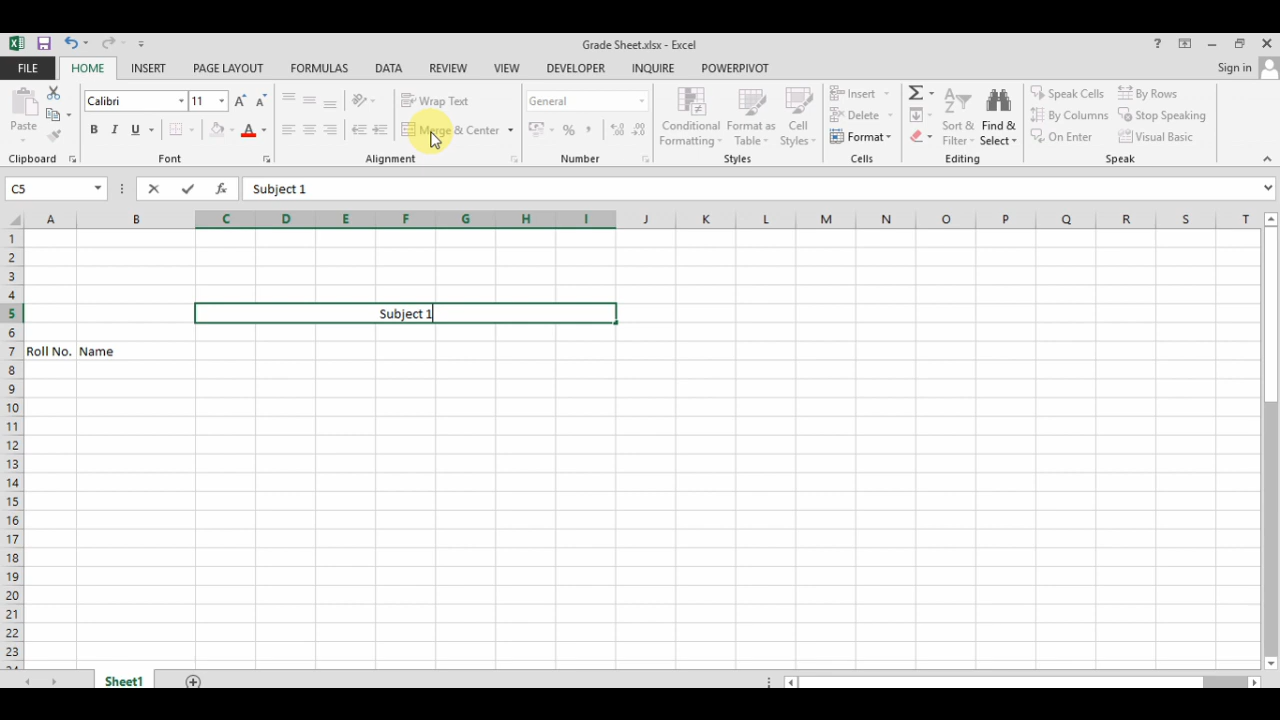 Grade Sheet.xlsx - Excel
?
FILE HOME INSERT PAGE LAYOUT FORMULAS DATA REVIEW VIEW DEVELOPER INQUIRE POWERPIVOT Sign in
Calibri 11 Wrap Text General Insert Speak Cells By Rows
Paste B I U A Merge & Center % Conditional Formatting Format as Table Cell Styles Delete Format Sort & Filter Find & Select By Columns On Enter Speech Stopping Visual Basic
Clipboard Font Alignment Number Styles Cells Editing Speak
C5 fx Subject 1
A B C D E F G H I J K L M N O P Q R S T
1
2
3
4
5 Subject 1
6
7 Roll No. Name
8
9
10
11
12
13
14
15
16
17
18
19
20
21
22
23
Sheet1